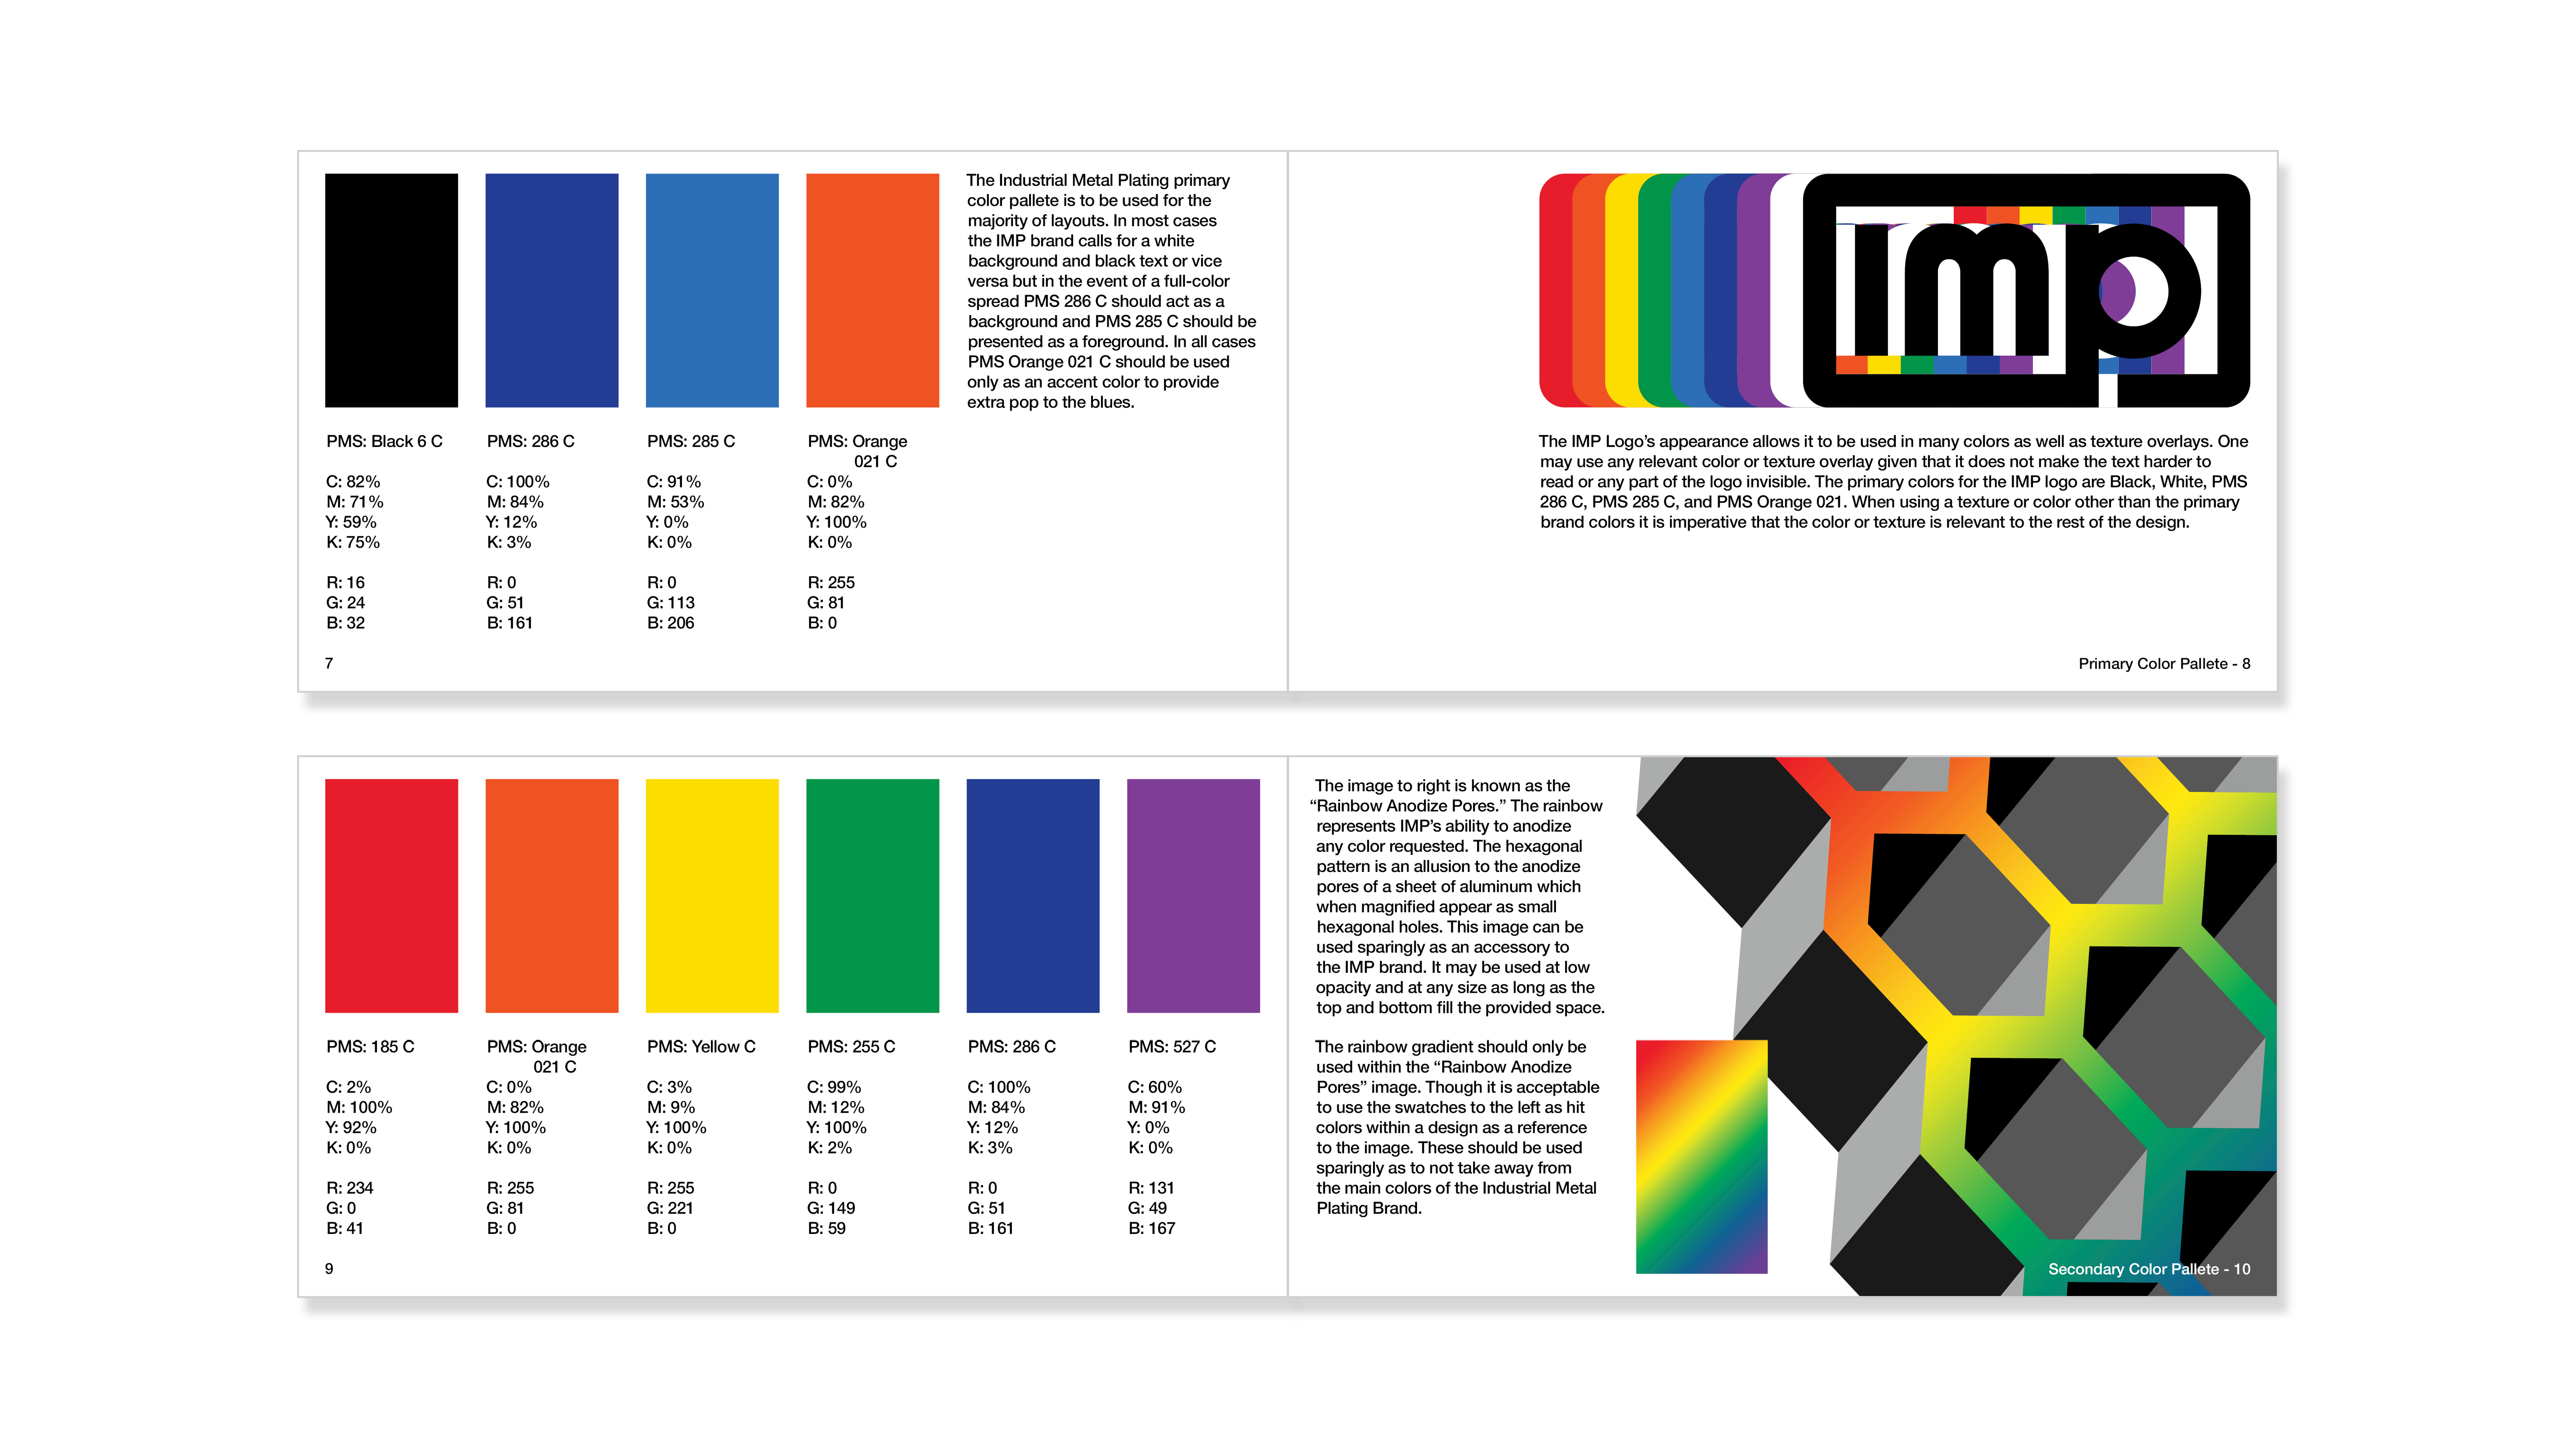 The Industrial Metal Plating primary
color pallete is to be used for the
majority of layouts. In most cases
the IMP brand calls for a white
background and black text or vice
versa but in the event of a full-color
spread PMS 286 C should act as a
background and PMS 285 C should be
presented as a foreground. In all cases
PMS Orange 021 C should be used
only as an accent color to provide
extra pop to the blues.
PMS: Black 6 C
C: 82%
M: 71%
Y: 59%
K: 75%
R: 16
G: 24
B: 32
PMS: 286 C
C: 100%
M: 84%
Y: 12%
K: 3%
R: 0
G: 51
B: 161
PMS: 285 C
C: 91%
M: 53%
Y: 0%
K: 0%
R: 0
G: 113
B: 206
PMS: Orange
021 C
C: 0%
M: 82%
Y: 100%
K: 0%
R: 255
G: 81
B: 0
7
imp
The IMP Logo’s appearance allows it to be used in many colors as well as texture overlays. One
may use any relevant color or texture overlay given that it does not make the text harder to
read or any part of the logo invisible. The primary colors for the IMP logo are Black, White, PMS
286 C, PMS 285 C, and PMS Orange 021. When using a texture or color other than the primary
brand colors it is imperative that the color or texture is relevant to the rest of the design.
Primary Color Pallete - 8
PMS: 185 C
C: 2%
M: 100%
Y: 92%
K: 0%
R: 234
G: 0
B: 41
PMS: Orange
021 C
C: 0%
M: 82%
Y: 100%
K: 0%
R: 255
G: 81
B: 0
PMS: Yellow C
C: 3%
M: 9%
Y: 100%
K: 0%
R: 255
G: 221
B: 0
PMS: 255 C
C: 99%
M: 12%
Y: 100%
K: 2%
R: 0
G: 149
B: 59
PMS: 286 C
C: 100%
M: 84%
Y: 12%
K: 3%
R: 0
G: 51
B: 161
PMS: 527 C
C: 60%
M: 91%
Y: 0%
K: 0%
R: 131
G: 49
B: 167
9
The image to right is known as the
“Rainbow Anodize Pores.” The rainbow
represents IMP’s ability to anodize
any color requested. The hexagonal
pattern is an allusion to the anodize
pores of a sheet of aluminum which
when magnified appear as small
hexagonal holes. This image can be
used sparingly as an accessory to
the IMP brand. It may be used at low
opacity and at any size as long as the
top and bottom fill the provided space.
The rainbow gradient should only be
used within the “Rainbow Anodize
Pores” image. Though it is acceptable
to use the swatches to the left as hit
colors within a design as a reference
to the image. These should be used
sparingly as to not take away from
the main colors of the Industrial Metal
Plating Brand.
Secondary Color Pallete - 10